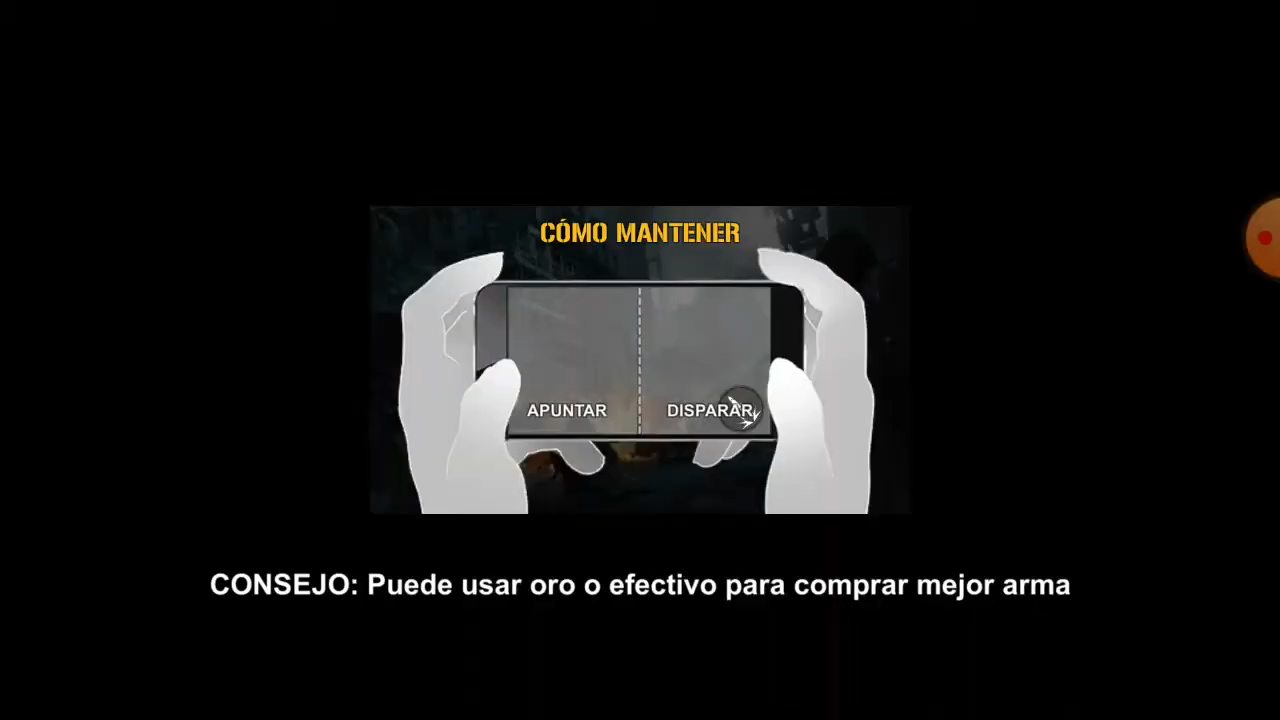 CÓMO MANTENER
APUNTAR
DISPARAR
CONSEJO: Puede usar oro o efectivo para comprar mejor arma